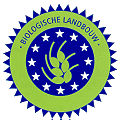 · BIOLOGISCHE LANDBOUW ·